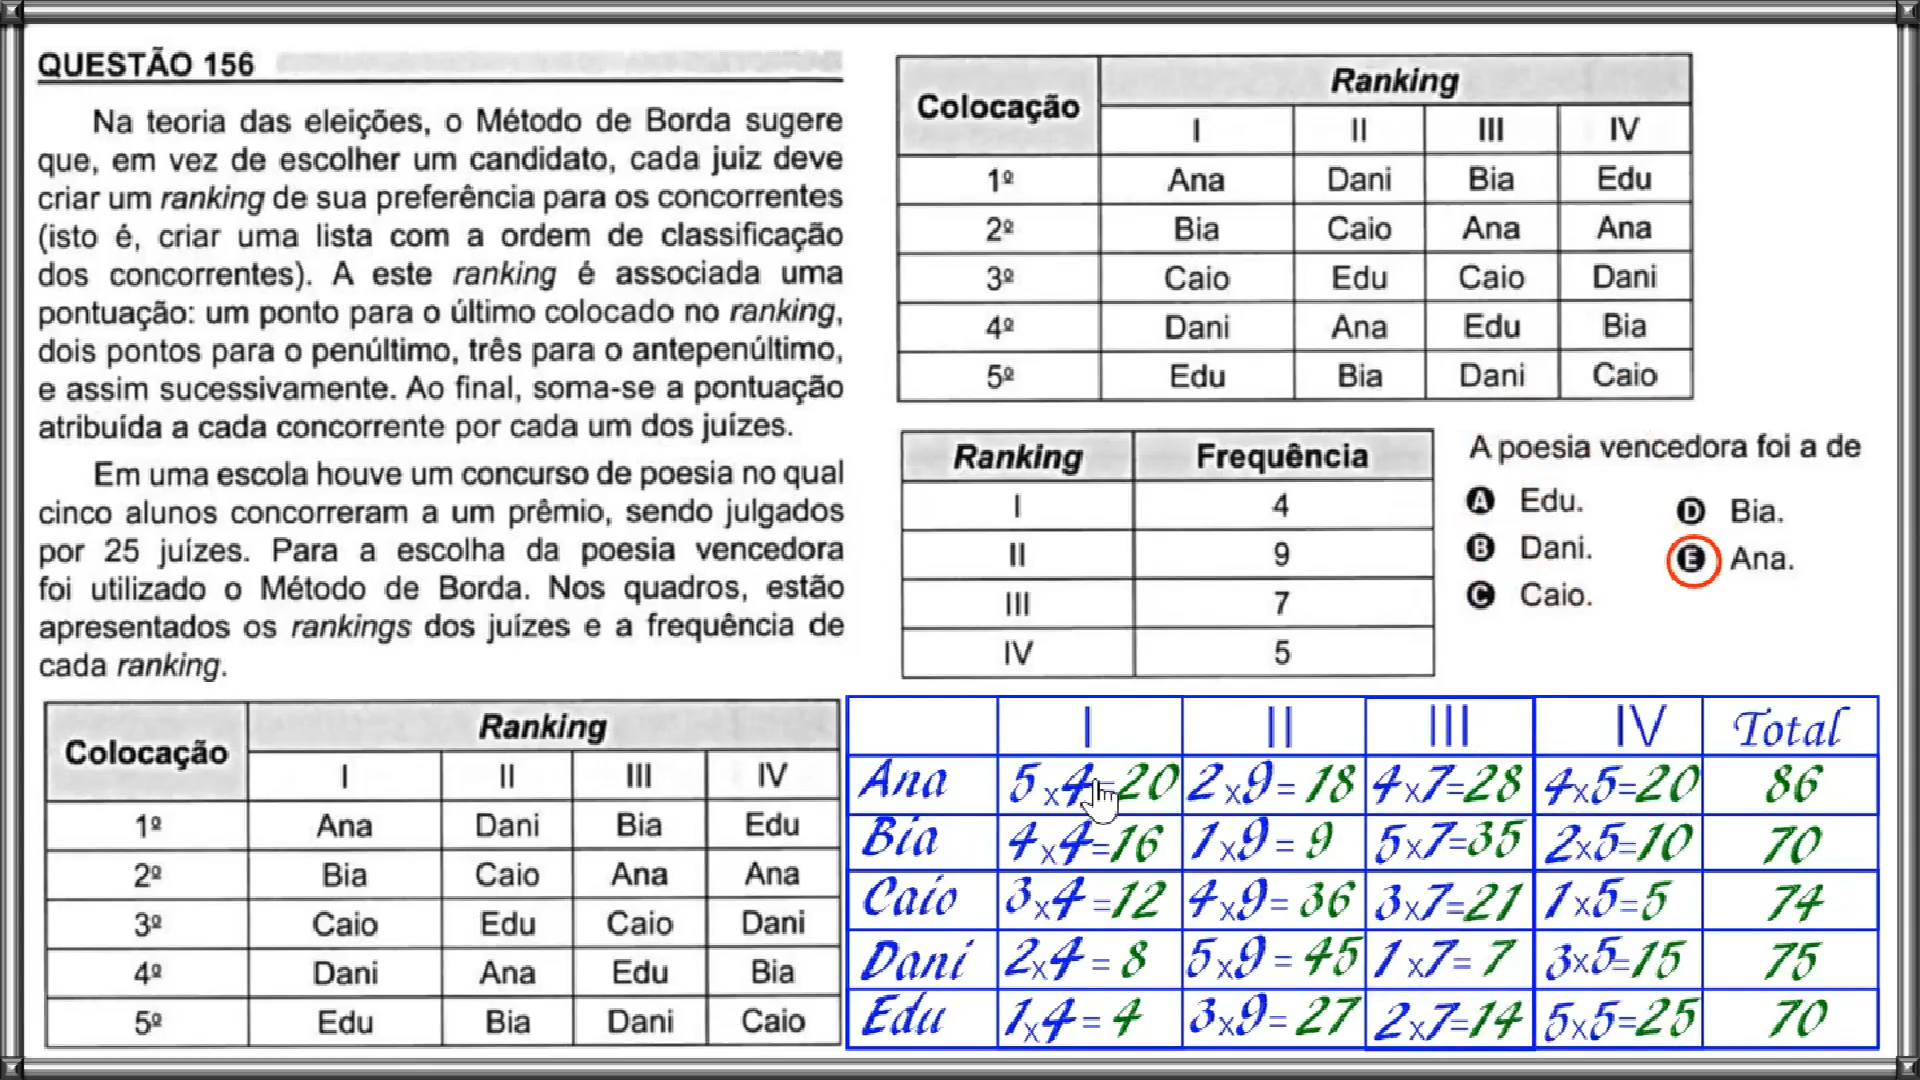 QUESTÃO 156
Na teoria das eleições, o Método de Borda sugere
que, em vez de escolher um candidato, cada juiz deve
criar um ranking de sua preferência para os concorrentes
(isto é, criar uma lista com a ordem de classificação
dos concorrentes). A este ranking é associada uma
pontuação: um ponto para o último colocado no ranking,
dois pontos para o penúltimo, três para o antepenúltimo,
e assim sucessivamente. Ao final, soma-se a pontuação
atribuída a cada concorrente por cada um dos juízes.
Em uma escola houve um concurso de poesia no qual
cinco alunos concorreram a um prêmio, sendo julgados
por 25 juízes. Para a escolha da poesia vencedora
foi utilizado o Método de Borda. Nos quadros, estão
apresentados os rankings dos juízes e a frequência de
cada ranking.
Colocação Ranking
I II III IV
1º Ana Dani Bia Edu
2º Bia Caio Ana Ana
3º Caio Edu Caio Dani
4º Dani Ana Edu Bia
5º Edu Bia Dani Caio
Colocação Ranking
I II III IV
1º Ana Dani Bia Edu
2º Bia Caio Ana Ana
3º Caio Edu Caio Dani
4º Dani Ana Edu Bia
5º Edu Bia Dani Caio
Ranking Frequência
I 4
II 9
III 7
IV 5
A poesia vencedora foi a de
A Edu.
B Dani.
C Caio.
D Bia.
E Ana.
I II III IV Total
Ana 5x4=20 2x9=18 4x7=28 4x5=20 86
Bia 4x4=16 1x9=9 5x7=35 2x5=10 70
Caio 3x4=12 4x9=36 3x7=21 1x5=5 74
Dani 2x4=8 5x9=45 1x7=7 3x5=15 75
Edu 1x4=4 3x9=27 2x7=14 5x5=25 70